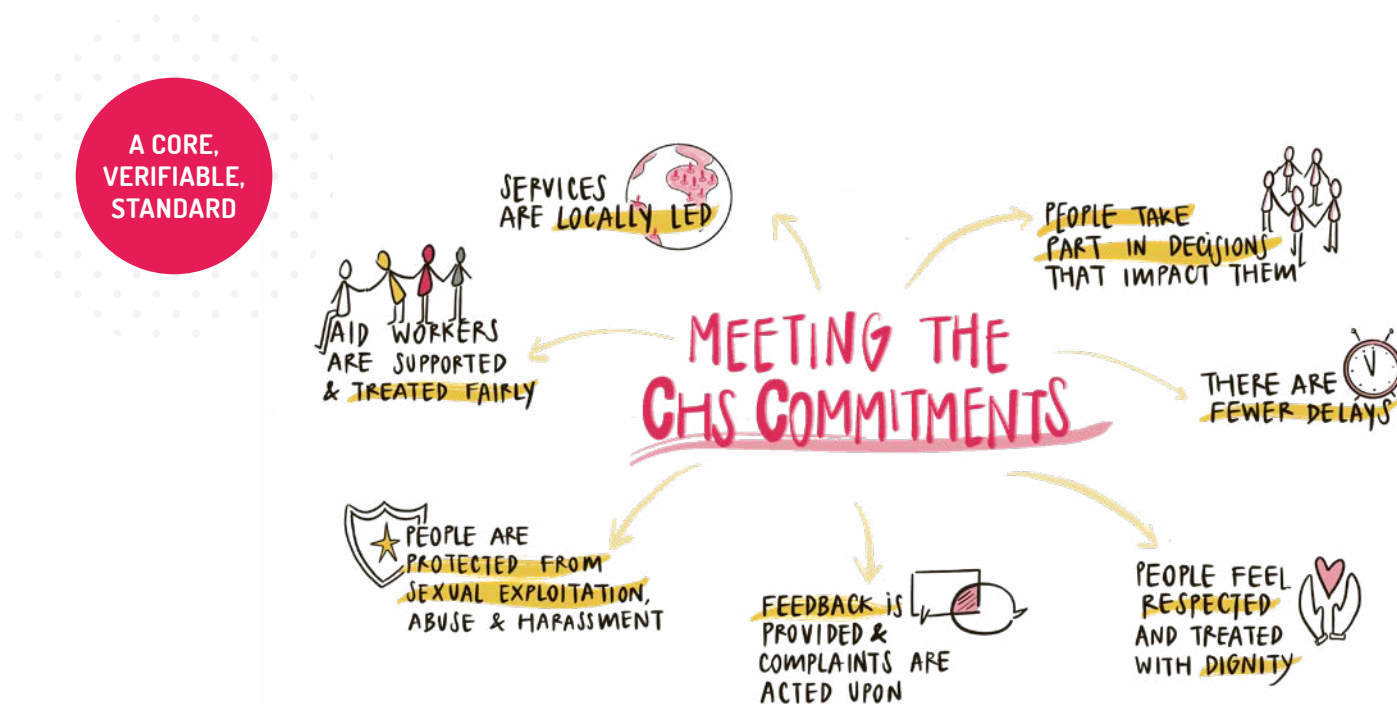 A CORE,
VERIFIABLE,
STANDARD
SERVICES
ARE LOCALLY LED
PEOPLE TAKE
PART IN DECISIONS
THAT IMPACT THEM
AID WORKERS
ARE SUPPORTED
& TREATED FAIRLY
MEETING THE
CHS COMMITMENTS
THERE ARE
FEWER DELAYS
PEOPLE ARE
PROTECTED FROM
SEXUAL EXPLOITATION,
ABUSE & HARASSMENT
FEEDBACK IS
PROVIDED &
COMPLAINTS ARE
ACTED UPON
PEOPLE FEEL
RESPECTED
AND TREATED
WITH DIGNITY